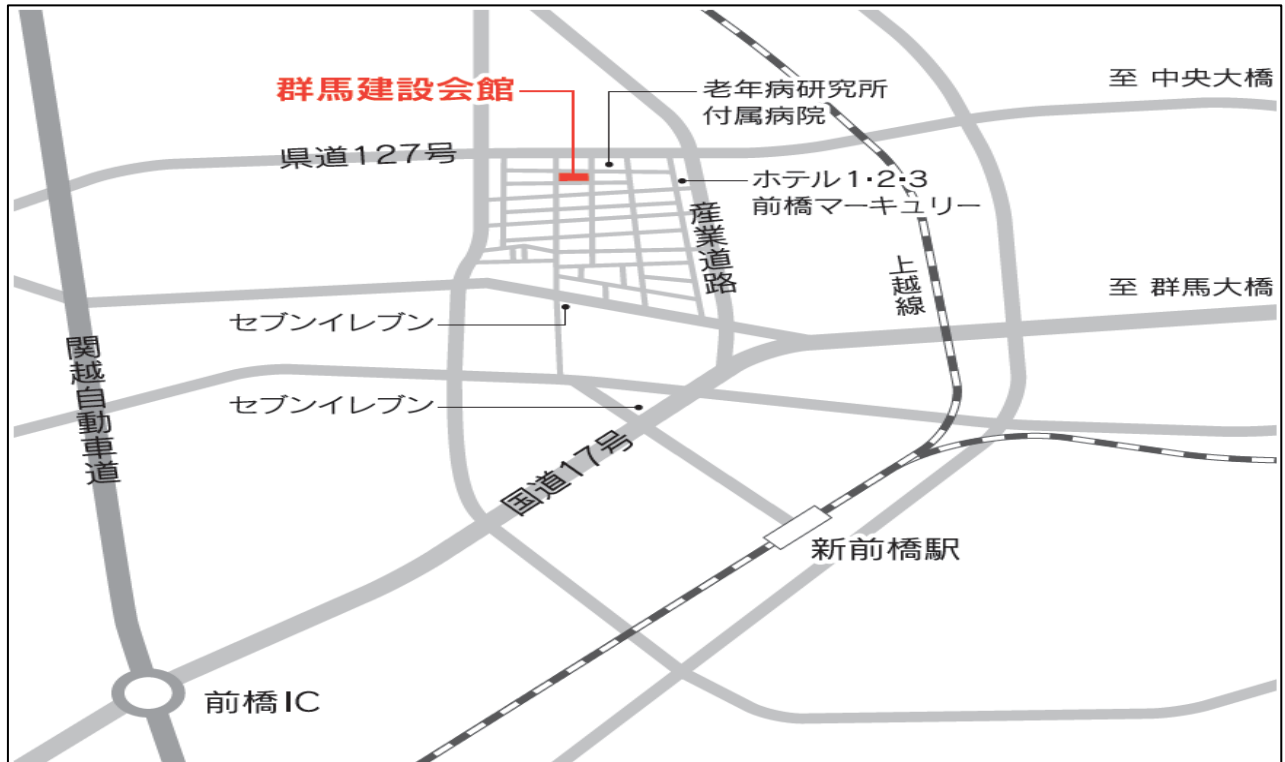 群馬建設会館
老年病研究所
付属病院
至 中央大橋
県道127号
ホテル1・2・3
前橋マーキュリー
産業道路
上越線
至 群馬大橋
セブンイレブン
関越自動車道
セブンイレブン
国道17号
新前橋駅
前橋IC